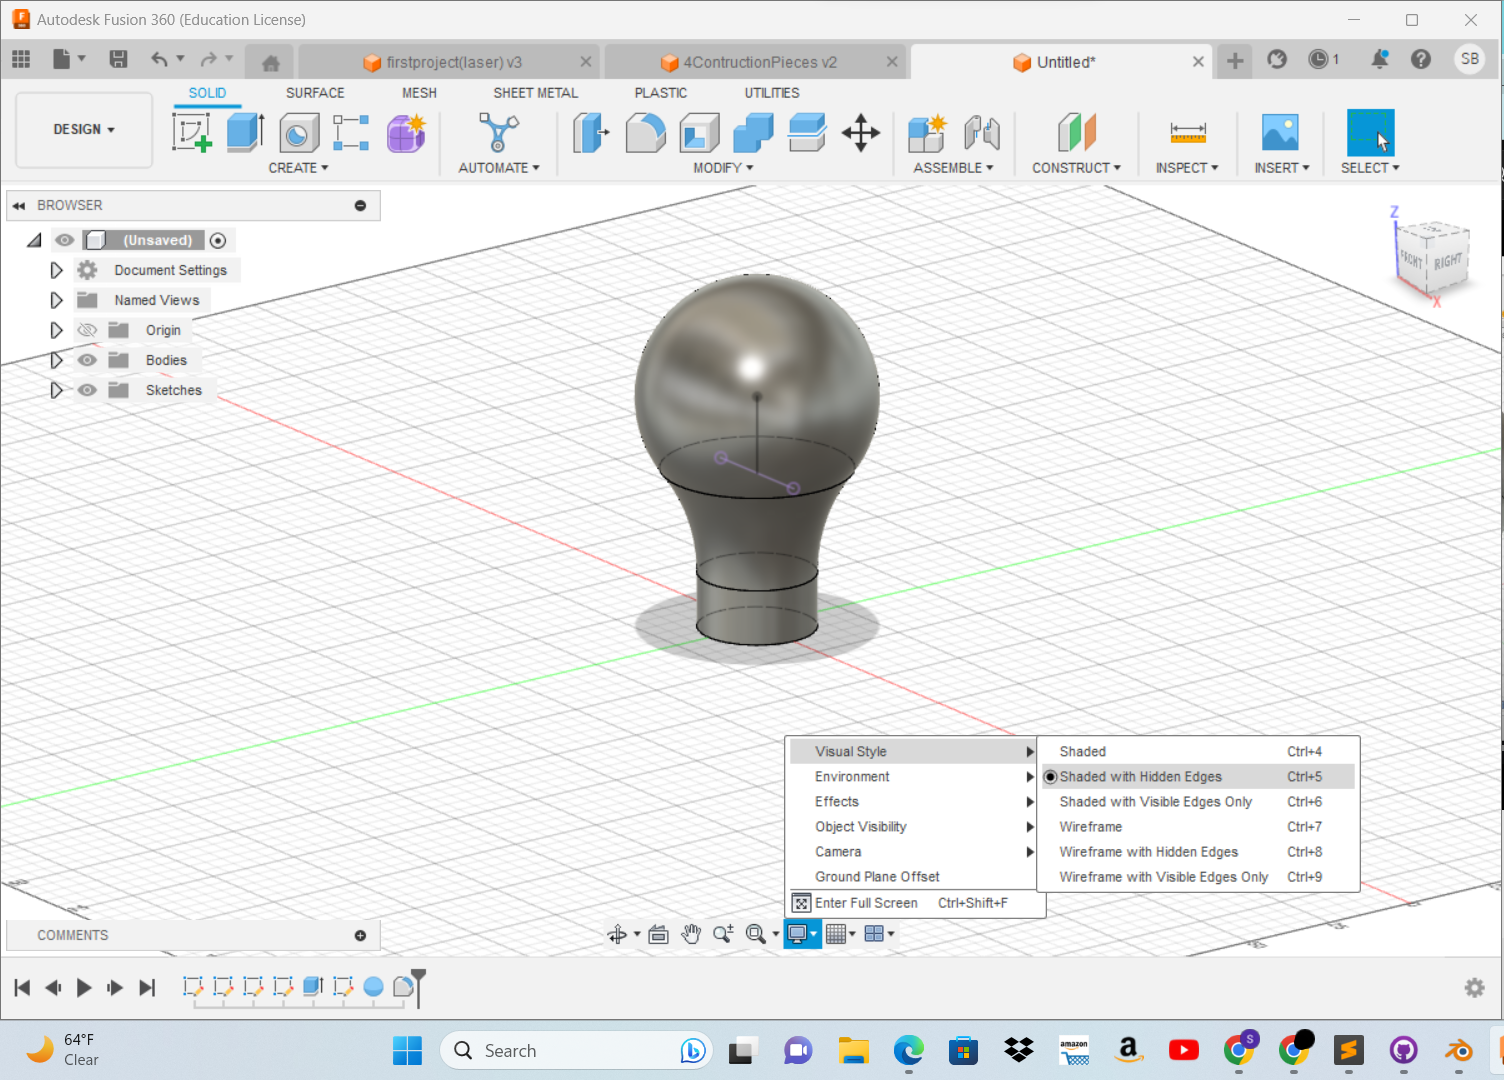 Autodesk Fusion 360 (Education License)
firstproject(laser) v3
4ContructionPieces v2
Untitled*
1
SB
DESIGN
SOLID
SURFACE
MESH
SHEET METAL
PLASTIC
UTILITIES
CREATE
AUTOMATE
MODIFY
ASSEMBLE
CONSTRUCT
INSPECT
INSERT
SELECT
BROWSER
(Unsaved)
Document Settings
Named Views
Origin
Bodies
Sketches
Z
FRONT
RIGHT
X
Visual Style
Environment
Effects
Object Visibility
Camera
Ground Plane Offset
Enter Full Screen Ctrl+Shift+F
Shaded Ctrl+4
Shaded with Hidden Edges Ctrl+5
Shaded with Visible Edges Only Ctrl+6
Wireframe Ctrl+7
Wireframe with Hidden Edges Ctrl+8
Wireframe with Visible Edges Only Ctrl+9
COMMENTS
64°F
Clear
Search
amazon
a
S